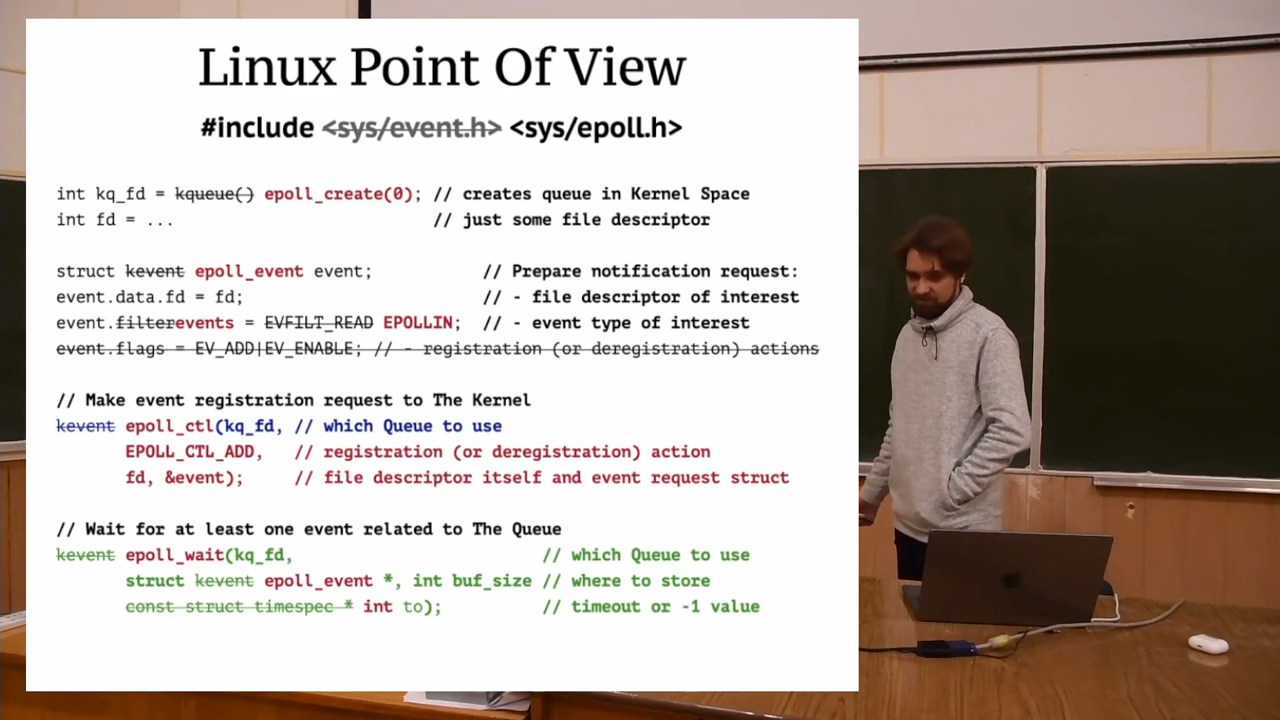 Linux Point Of View
#include <sys/event.h> <sys/epoll.h>
int kq_fd = kqueue() epoll_create(0); // creates queue in Kernel Space
int fd = ... // just some file descriptor
struct kevent epoll_event event; // Prepare notification request:
event.data.fd = fd; // - file descriptor of interest
event.filterevents = EVFILT_READ EPOLLIN; // - event type of interest
event.flags = EV_ADD|EV_ENABLE; // - registration (or deregistration) actions
// Make event registration request to The Kernel
kevent epoll_ctl(kq_fd, // which Queue to use
EPOLL_CTL_ADD, // registration (or deregistration) action
fd, &event); // file descriptor itself and event request struct
// Wait for at least one event related to The Queue
kevent epoll_wait(kq_fd, // which Queue to use
struct kevent epoll_event *, int buf_size // where to store
const struct timespec * int to); // timeout or -1 value